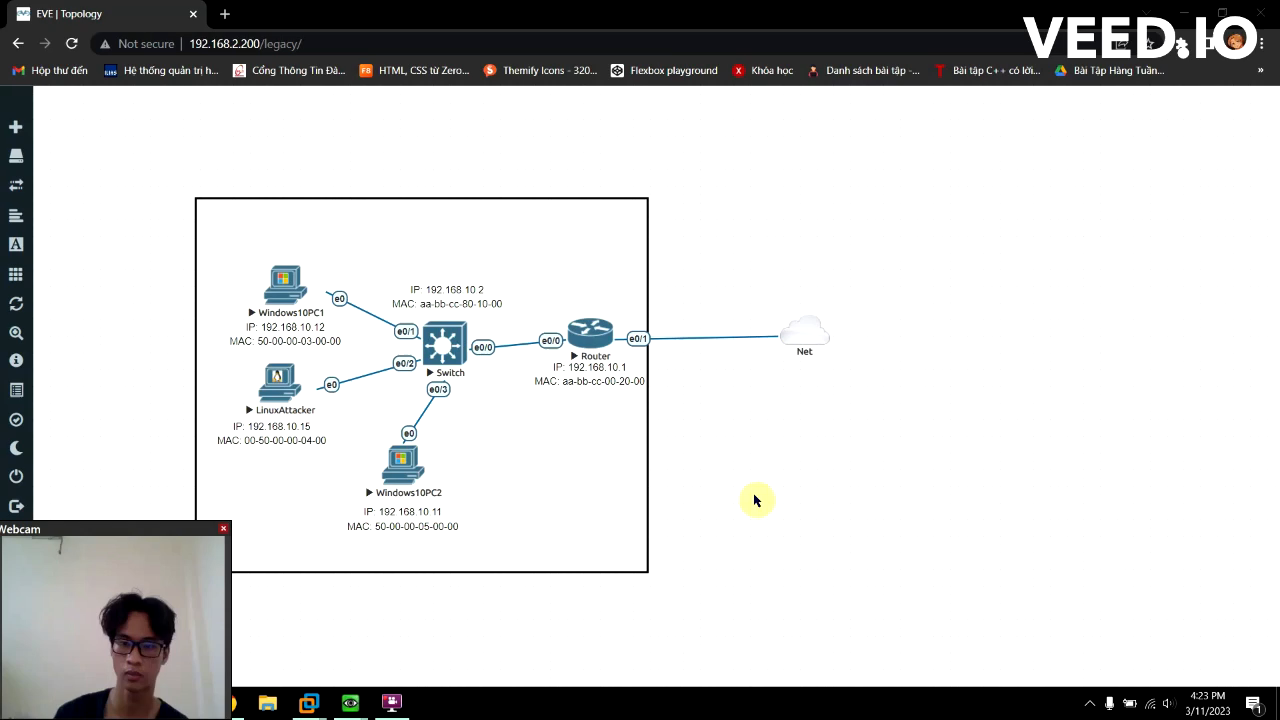 EVE | Topology
VEED.IO
Not secure
192.168.2.200/legacy/
Hộp thư đến
Hệ thống quản trị h...
Cổng Thông Tin Đà...
F8
HTML, CSS từ Zero...
Themify Icons - 320...
Flexbox playground
Khóa học
Danh sách bài tập -...
Bài tập C++ có lời...
Bài Tập Hàng Tuần...
»
A
IP: 192.168 10 2
MAC: aa-bb-cc-80-10-00
e0
Windows10PC1
IP: 192.168.10.12
MAC: 50-00-00-03-00-00
e0/1
e0/0
e0/0
e0/1
Net
Router
IP: 192.168.10.1
MAC: aa-bb-cc-00-20-00
e0/2
Switch
e0
e0/3
LinuxAttacker
IP: 192.168.10.15
MAC: 00-50-00-00-04-00
e0
Windows10PC2
IP: 192 168.10 11
MAC: 50-00-00-05-00-00
Webcam
4:23 PM
3/11/2023
1